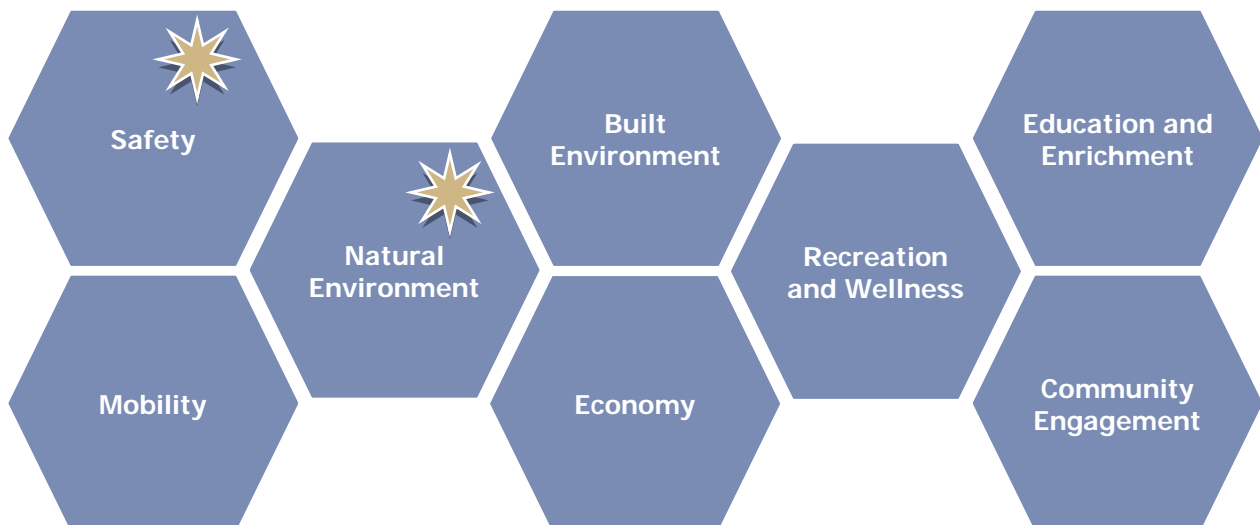 Safety
Built
Environment
Education and
Enrichment
Natural
Environment
Recreation
and Wellness
Mobility
Economy
Community
Engagement